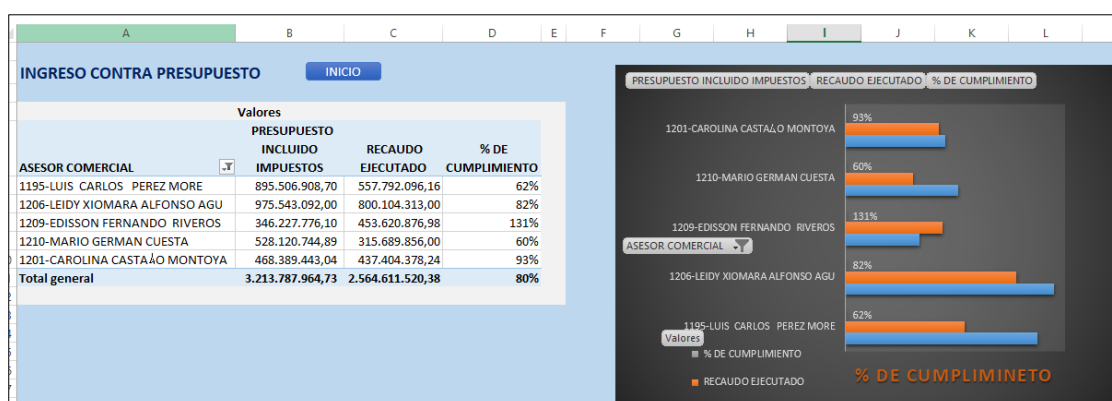 A B C D E F G H I J K L
INGRESO CONTRA PRESUPUESTO
INICIO
Valores
PRESUPUESTO
INCLUIDO RECAUDO % DE
ASESOR COMERCIAL IMPUESTOS EJECUTADO CUMPLIMIENTO
1195-LUIS CARLOS PEREZ MORE 895.506.908,70 557.792.096,16 62%
1206-LEIDY XIOMARA ALFONSO AGU 975.543.092,00 800.104.313,00 82%
1209-EDISSON FERNANDO RIVEROS 346.227.776,10 453.620.876,98 131%
1210-MARIO GERMAN CUESTA 528.120.744,89 315.689.856,00 60%
1201-CAROLINA CASTA├O MONTOYA 468.389.443,04 437.404.378,24 93%
Total general 3.213.787.964,73 2.564.611.520,38 80%
PRESUPUESTO INCLUIDO IMPUESTOS RECAUDO EJECUTADO % DE CUMPLIMIENTO
1201-CAROLINA CASTA├O MONTOYA 93%
1210-MARIO GERMAN CUESTA 60%
1209-EDISSON FERNANDO RIVEROS 131%
ASESOR COMERCIAL
1206-LEIDY XIOMARA ALFONSO AGU 82%
1195-LUIS CARLOS PEREZ MORE 62%
Valores
% DE CUMPLIMIENTO
RECAUDO EJECUTADO
% DE CUMPLIMINETO